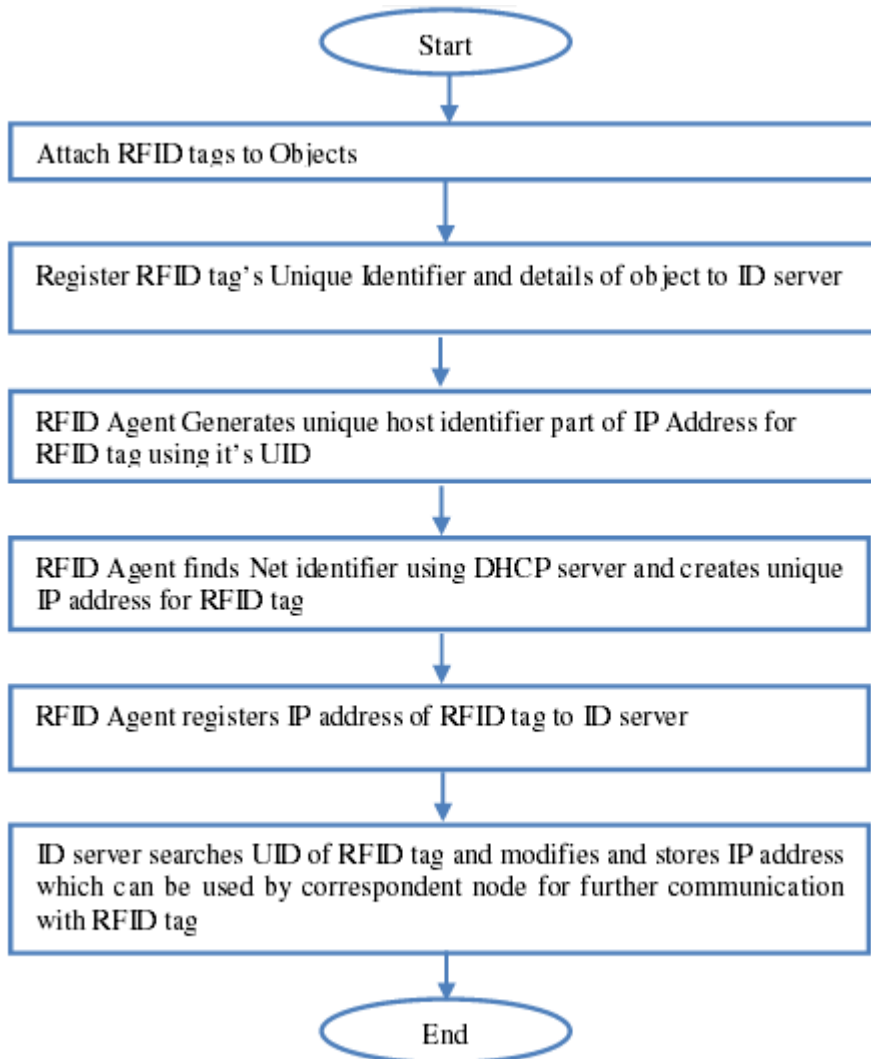 Start
Attach RFID tags to Objects
Register RFID tag's Unique Identifier and details of object to ID server
RFID Agent Generates unique host identifier part of IP Address for
RFID tag using it's UID
RFID Agent finds Net identifier using DHCP server and creates unique
IP address for RFID tag
RFID Agent registers IP address of RFID tag to ID server
ID server searches UID of RFID tag and modifies and stores IP address
which can be used by correspondent node for further communication
with RFID tag
End